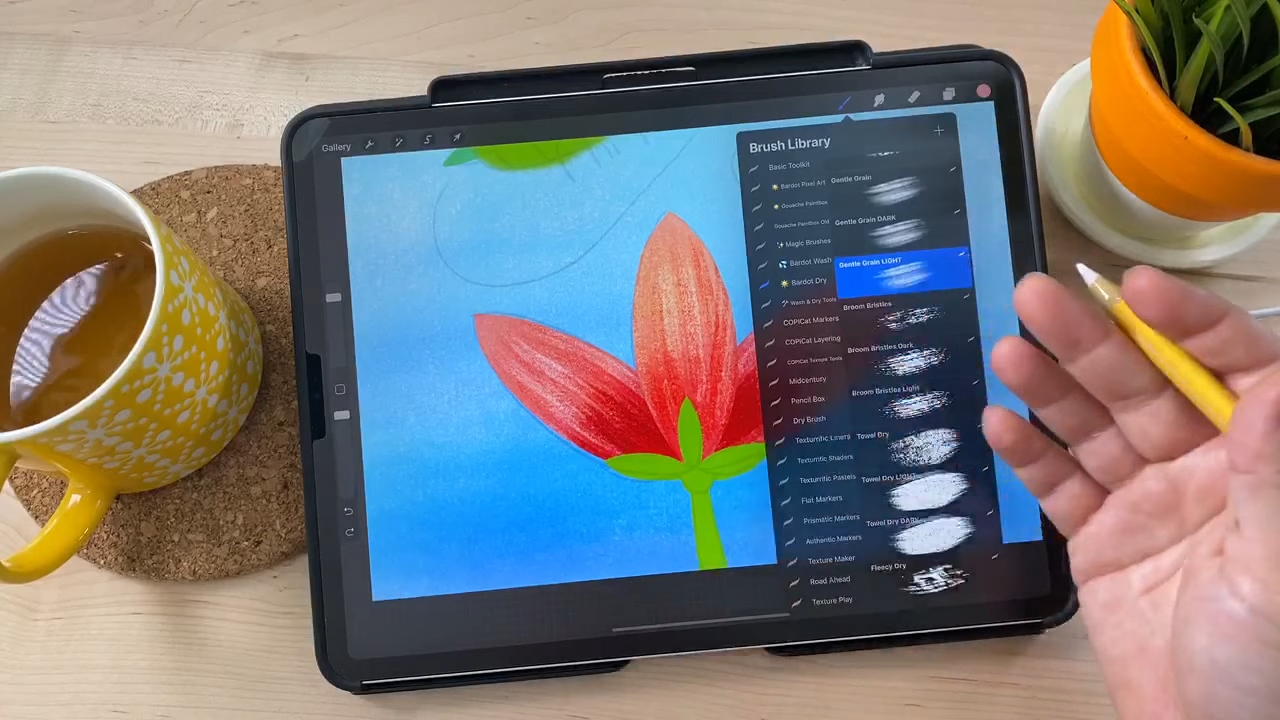 Gallery
Brush Library
Basic Toolkit
Bardot Pixel Art
Gouache Paintbox
Gouache Paintbox Old
Magic Brushes
Bardot Wash
Bardot Dry
Wash & Dry Tools
COPICat Markers
COPICat Layering
COPICat Texture Tools
Midcentury
Pencil Box
Dry Brush
Texturrific Liners
Texturrific Shaders
Texturrific Pastels
Flat Markers
Prismatic Markers
Authentic Markers
Texture Maker
Road Ahead
Texture Play
Gentle Grain
Gentle Grain DARK
Gentle Grain LIGHT
Broom Bristles
Broom Bristles Dark
Broom Bristles Light
Towel Dry
Towel Dry LIGHT
Towel Dry DARK
Fleecy Dry